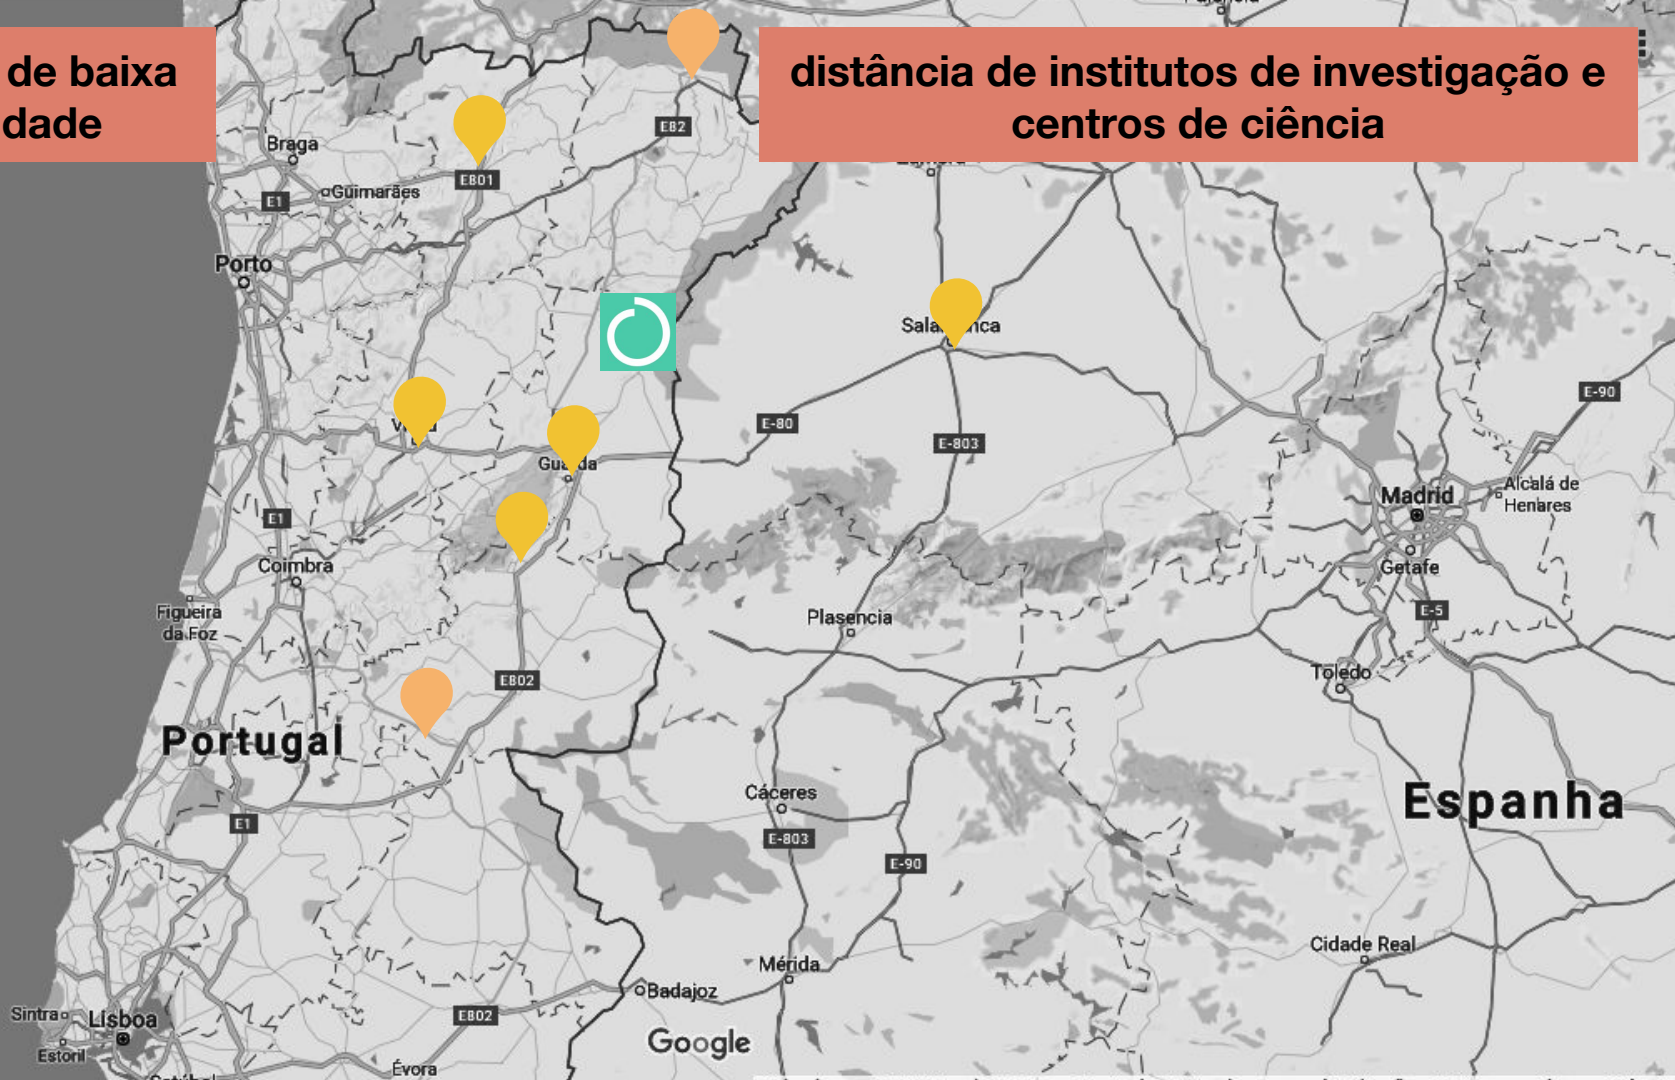 de baixa
dade
distância de institutos de investigação e
centros de ciência
Braga
E82
E801
Guimarães
E1
Porto
Salamanca
E-90
E-80
Guarda
E-803
Madrid
Alcalá de
Henares
E1
Coimbra
Getafe
Figueira
da Foz
Plasencia
E-5
E802
Toledo
Portugal
Cáceres
Espanha
E1
E-803
E-90
Cidade Real
Mérida
Badajoz
Sintra
Lisboa
E802
Google
Estoril
Évora